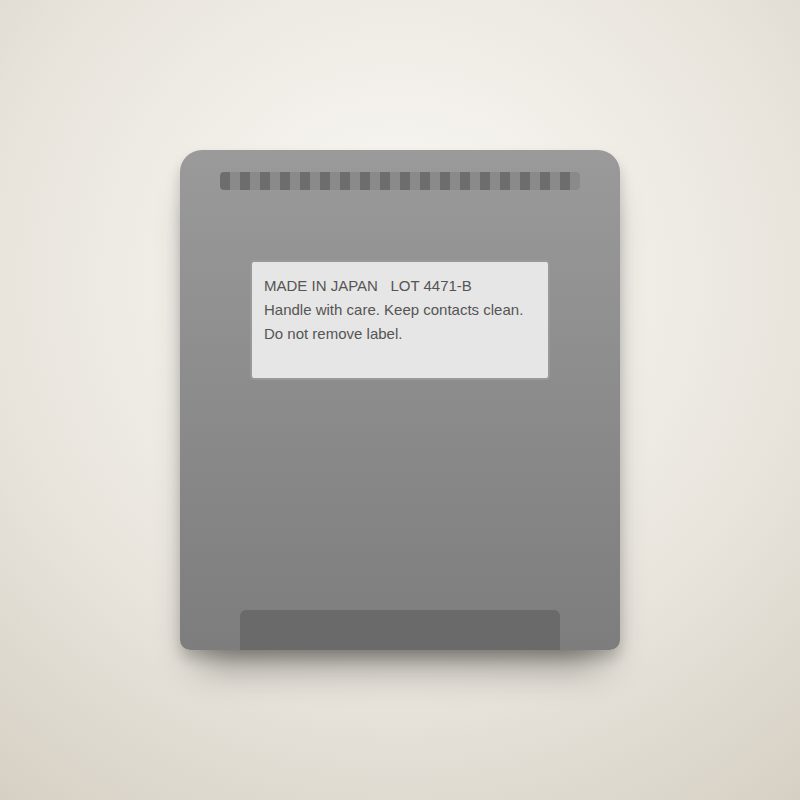 MADE IN JAPAN   LOT 4471-B
Handle with care. Keep contacts clean.
Do not remove label.